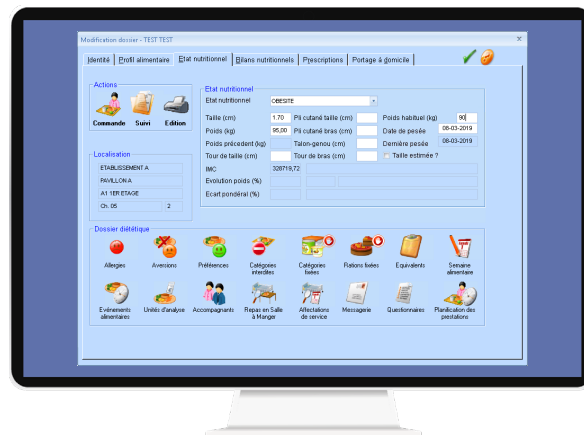 Modification dossier - TEST TEST
x
Identité Profil alimentaire Etat nutritionnel Bilans nutritionnels Prescriptions Portage à domicile
Actions
Commande Suivi Edition
Localisation
ETABLISSEMENT A
PAVILLON A
A1 1ER ETAGE
Ch. 05 2
Etat nutritionnel
Etat nutritionnel OBESITE
Taille (cm) 1.70 Pli cutané taille (cm) Poids habituel (kg) 90
Poids (kg) 95,00 Pli cutané bras (cm) Date de pesée 08-03-2019
Poids précedent (kg) Talon-genou (cm) Dernière pesée 08-03-2019
Tour de taille (cm) Tour de bras (cm) Taille estimée ?
IMC 328719,72
Evolution poids (%)
Ecart pondéral (%)
Dossier diététique
Allergies Aversions Préférences Catégories interdites Catégories fixées Rations fixées Equivalents Semaine alimentaire
Evénements alimentaires Unités d'analyse Accompagnants Repas en Salle à Manger Affectations de service Messagerie Questionnaires Planification des prestations